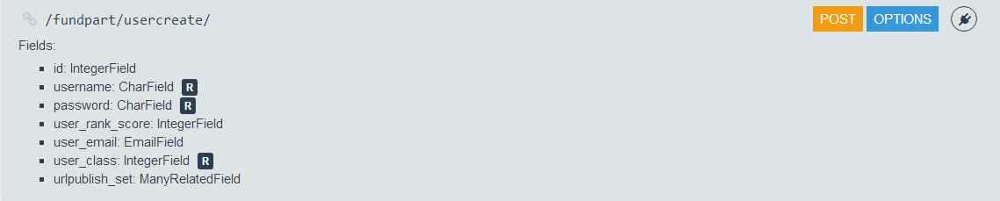 /fundpart/usercreate/ POST OPTIONS
Fields:
id: IntegerField
username: CharField R
password: CharField R
user_rank_score: IntegerField
user_email: EmailField
user_class: IntegerField R
urlpublish_set: ManyRelatedField